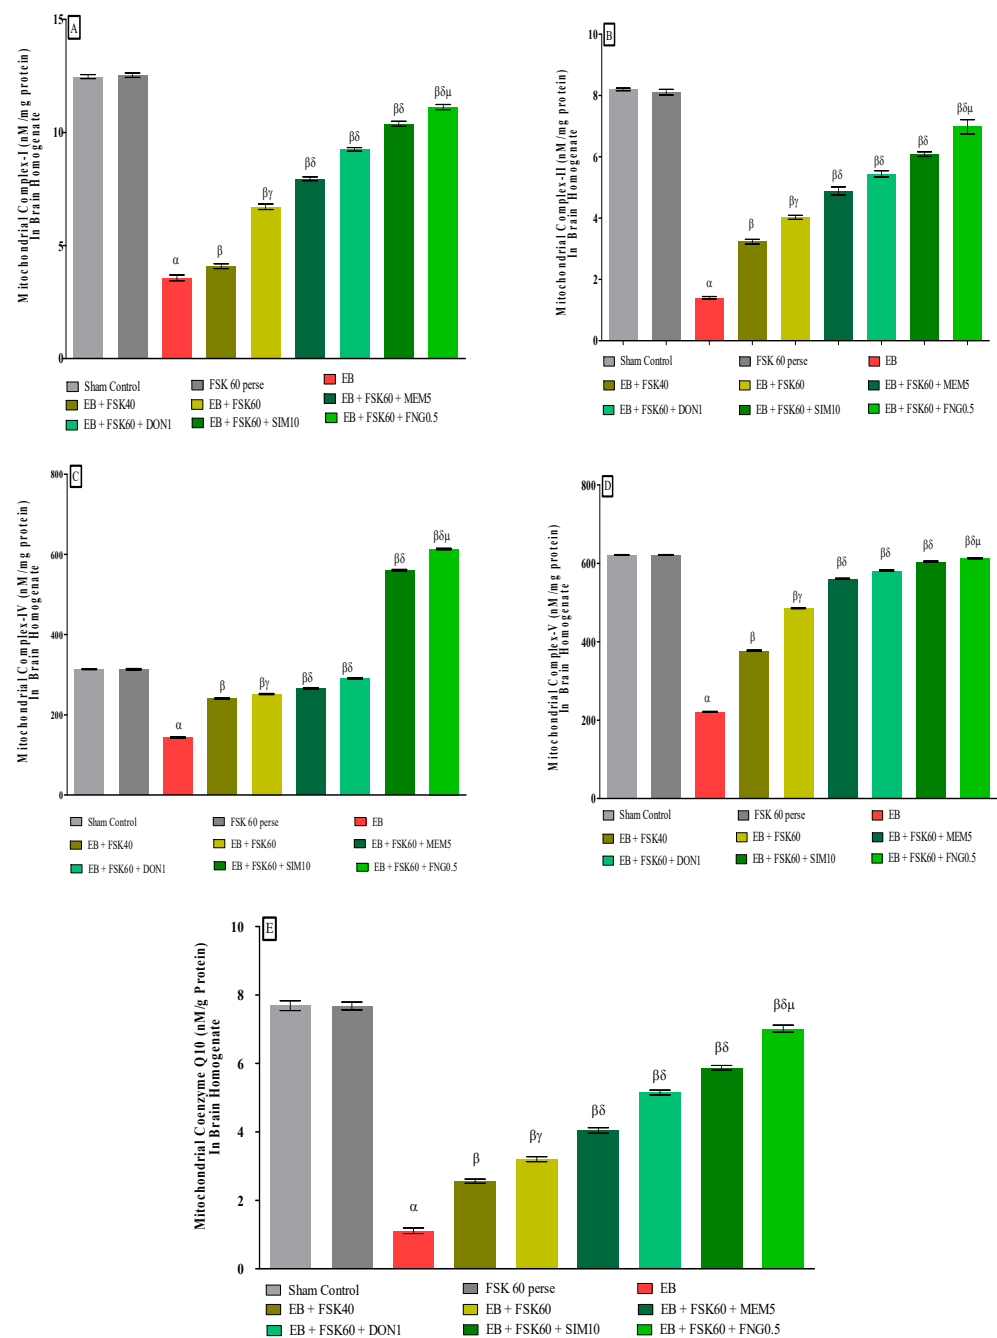 A
Mitochondrial Complex-I (nM/mg protein)
In Brain Homogenate
15
10
5
0
α
β
βγ
βδ
βδ
βδ
βδμ
Sham Control
FSK 60 perse
EB
EB + FSK40
EB + FSK60
EB + FSK60 + MEM5
EB + FSK60 + DON1
EB + FSK60 + SIM10
EB + FSK60 + FNG0.5
B
Mitochondrial Complex-II (nM/mg protein)
In Brain Homogenate
10
8
6
4
2
0
α
β
βγ
βδ
βδ
βδ
βδμ
Sham Control
FSK 60 perse
EB
EB + FSK40
EB + FSK60
EB + FSK60 + MEM5
EB + FSK60 + DON1
EB + FSK60 + SIM10
EB + FSK60 + FNG0.5
C
Mitochondrial Complex-IV (nM/mg protein)
In Brain Homogenate
800
600
400
200
0
α
β
βγ
βδ
βδ
βδ
βδμ
Sham Control
FSK 60 perse
EB
EB + FSK40
EB + FSK60
EB + FSK60 + MEM5
EB + FSK60 + DON1
EB + FSK60 + SIM10
EB + FSK60 + FNG0.5
D
Mitochondrial Complex-V (nM/mg protein)
In Brain Homogenate
800
600
400
200
0
α
β
βγ
βδ
βδ
βδ
βδμ
Sham Control
FSK 60 perse
EB
EB + FSK40
EB + FSK60
EB + FSK60 + MEM5
EB + FSK60 + DON1
EB + FSK60 + SIM10
EB + FSK60 + FNG0.5
E
Mitochondrial Coenzyme Q10 (nM/g Protein)
In Brain Homogenate
10
8
6
4
2
0
α
β
βγ
βδ
βδ
βδ
βδμ
Sham Control
FSK 60 perse
EB
EB + FSK40
EB + FSK60
EB + FSK60 + MEM5
EB + FSK60 + DON1
EB + FSK60 + SIM10
EB + FSK60 + FNG0.5